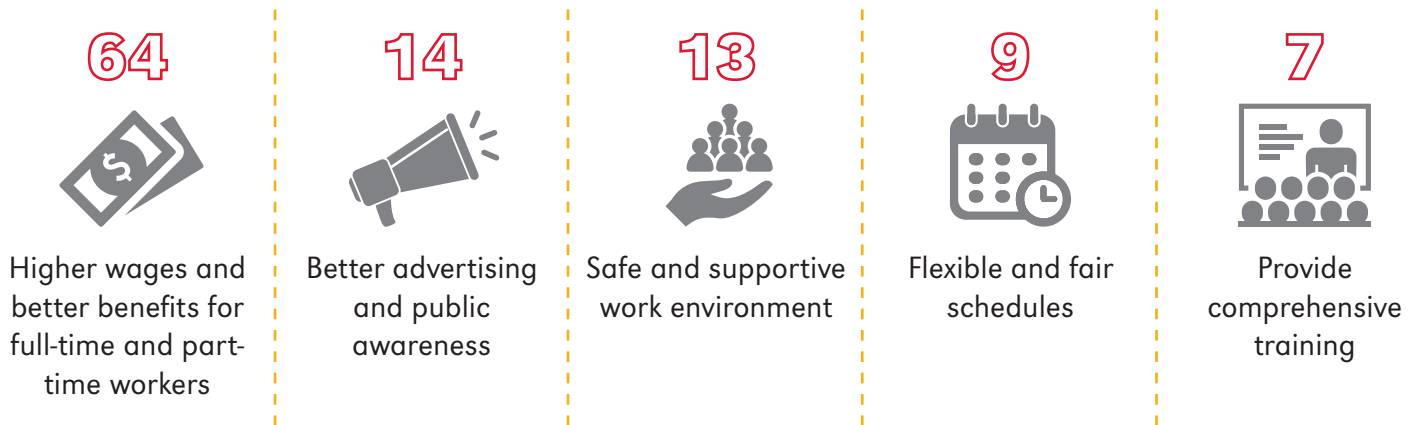 64
Higher wages and
better benefits for
full-time and part-
time workers
14
Better advertising
and public
awareness
13
Safe and supportive
work environment
9
Flexible and fair
schedules
7
Provide
comprehensive
training
$